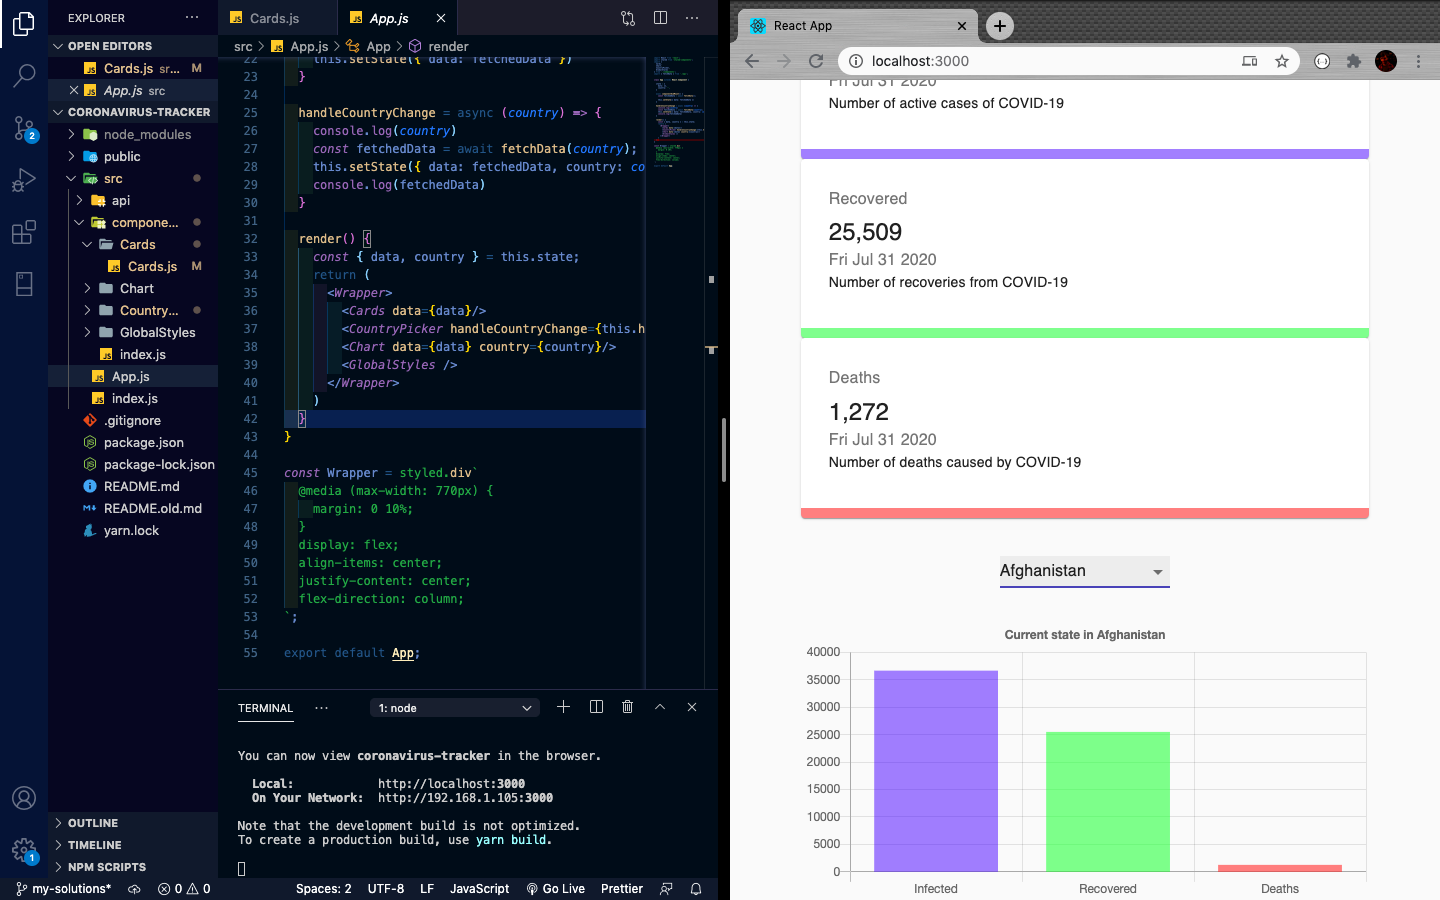 EXPLORER ...
OPEN EDITORS
Cards.js sr... M
App.js src
CORONAVIRUS-TRACKER
node_modules
public
src
api
compone...
Cards
Cards.js M
Chart
Country...
GlobalStyles
index.js
App.js
index.js
.gitignore
package.json
package-lock.json
README.md
README.old.md
yarn.lock
OUTLINE
TIMELINE
NPM SCRIPTS
2
1
Cards.js
App.js
src > App.js > App > render
22 this.setState({ data: fetchedData })
23 }
24
25 handleCountryChange = async (country) => {
26 console.log(country)
27 const fetchedData = await fetchData(country);
28 this.setState({ data: fetchedData, country: co
29 console.log(fetchedData)
30 }
31
32 render() {
33 const { data, country } = this.state;
34 return (
35 <Wrapper>
36 <Cards data={data}/>
37 <CountryPicker handleCountryChange={this.h
38 <Chart data={data} country={country}/>
39 <GlobalStyles />
40 </Wrapper>
41 )
42 }
43 }
44
45 const Wrapper = styled.div`
46 @media (max-width: 770px) {
47 margin: 0 10%;
48 }
49 display: flex;
50 align-items: center;
51 justify-content: center;
52 flex-direction: column;
53 `;
54
55 export default App;
TERMINAL ... 1: node
You can now view coronavirus-tracker in the browser.
Local: http://localhost:3000
On Your Network: http://192.168.1.105:3000
Note that the development build is not optimized.
To create a production build, use yarn build.
my-solutions* 0 0 Spaces: 2 UTF-8 LF JavaScript Go Live Prettier
React App
localhost:3000
Fri Jul 31 2020
Number of active cases of COVID-19
Recovered
25,509
Fri Jul 31 2020
Number of recoveries from COVID-19
Deaths
1,272
Fri Jul 31 2020
Number of deaths caused by COVID-19
Afghanistan
Current state in Afghanistan
40000
35000
30000
25000
20000
15000
10000
5000
0
Infected Recovered Deaths